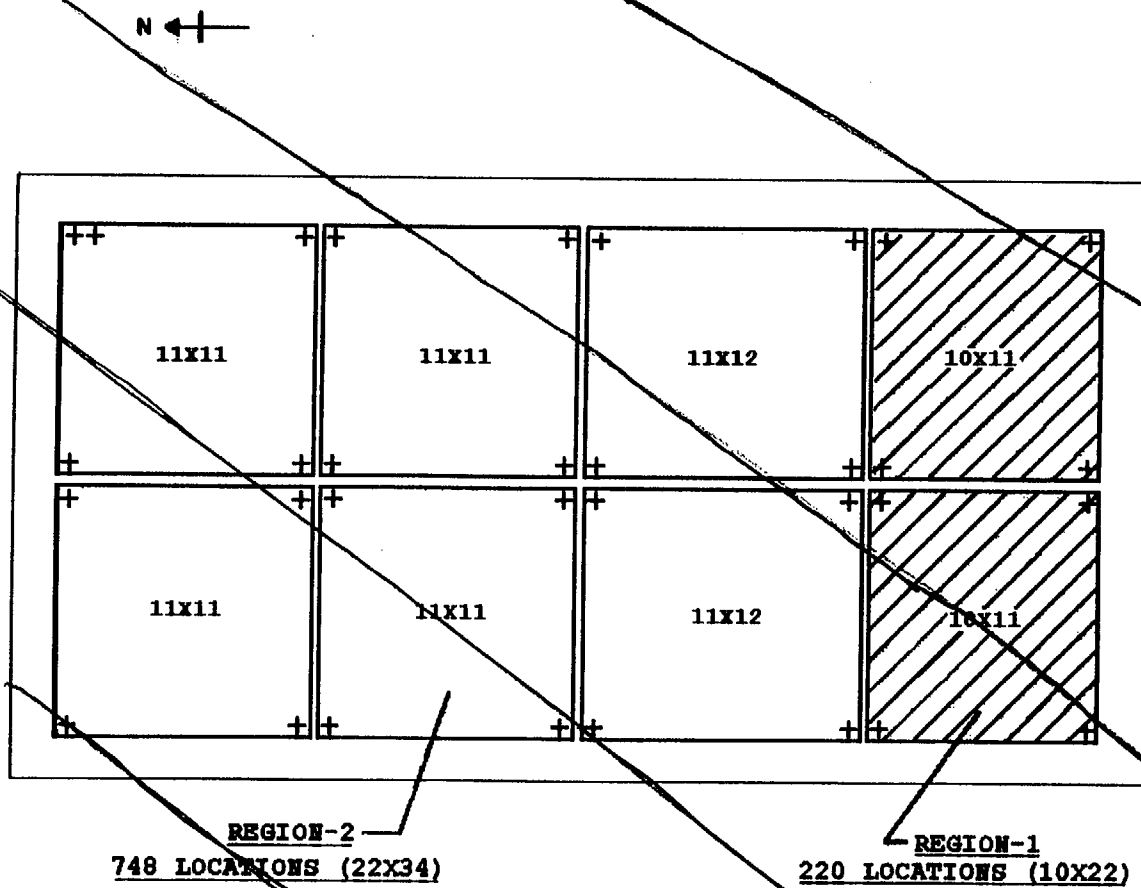 N
11X11 11X11 11X12 10X11
11X11 11X11 11X12 10X11
REGION-2
748 LOCATIONS (22X34)
REGION-1
220 LOCATIONS (10X22)